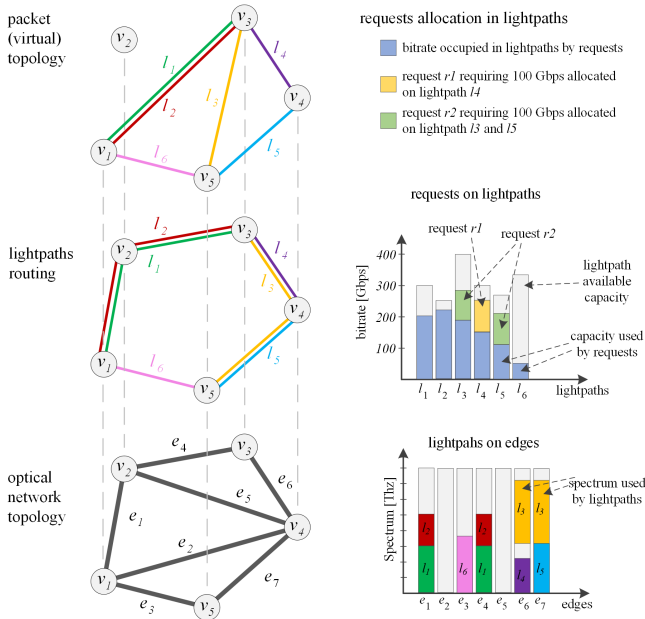 packet
(virtual)
topology
v2
v3
v4
v1
v5
l1
l2
l3
l4
l5
l6
requests allocation in lightpaths
bitrate occupied in lightpaths by requests
request r1 requiring 100 Gbps allocated
on lightpath l4
request r2 requiring 100 Gbps allocated
on lightpath l3 and l5
lightpaths
routing
v2
v3
v4
v1
v5
l2
l1
l4
l3
l5
l6
requests on lightpaths
request r1
request r2
400
300
200
100
bitrate [Gbps]
lightpath
available
capacity
capacity used
by requests
l1 l2 l3 l4 l5 l6
lightpaths
optical
network
topology
v2
v3
v4
v1
v5
e4
e6
e5
e1
e2
e3
e7
lightpahs on edges
Spectrum [Thz]
spectrum used
by lightpaths
l2 l2 l3 l3
l1 l6 l1 l4 l5
e1 e2 e3 e4 e5 e6 e7
edges